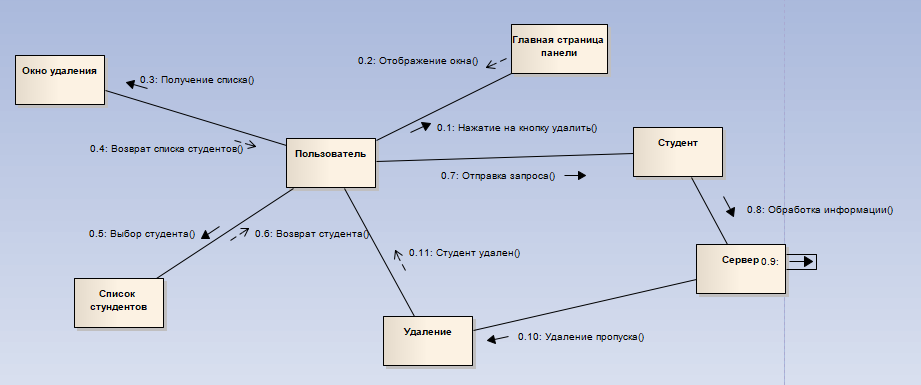 Главная страница
панели
0.2: Отображение окна()
Окно удаления
0.3: Получение списка()
0.1: Нажатие на кнопку удалить()
0.4: Возврат списка студентов()
Пользователь
Студент
0.7: Отправка запроса()
0.8: Обработка информации()
0.5: Выбор студента()
0.6: Возврат студента()
0.11: Студент удален()
Сервер
0.9:
Список
стундентов
Удаление
0.10: Удаление пропуска()